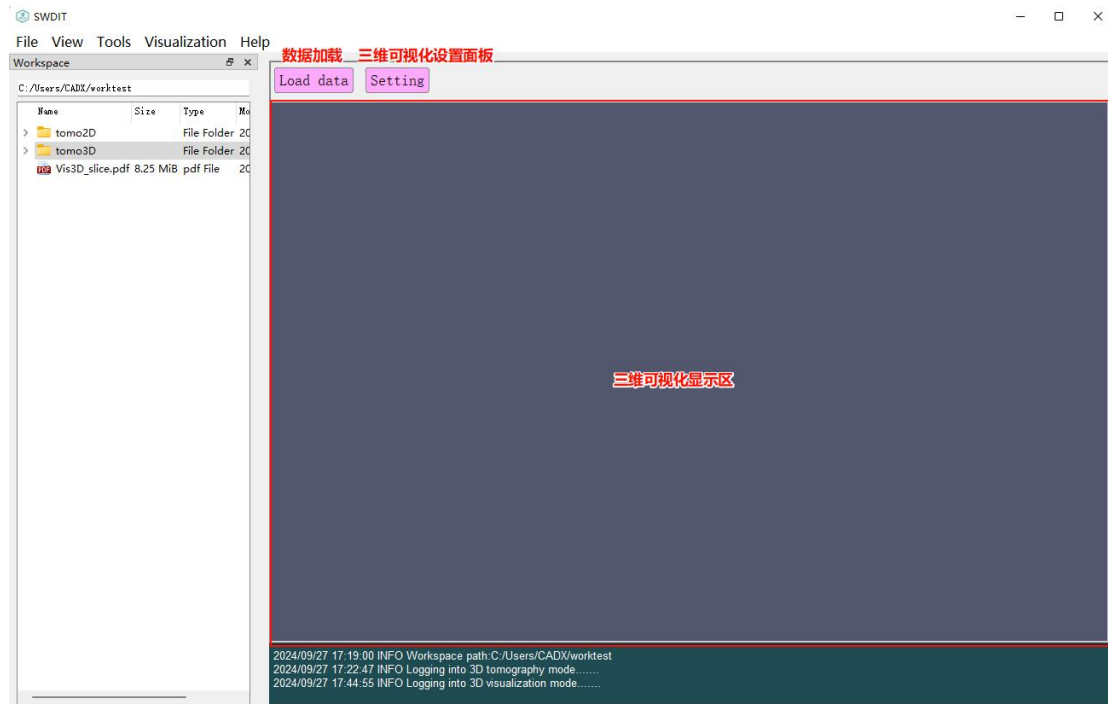 SWDIT
File View Tools Visualization Help
Workspace
数据加载 三维可视化设置面板
C:/Users/CADX/worktest
Load data Setting
Name Size Type Mo
tomo2D File Folder 20
tomo3D File Folder 20
Vis3D_slice.pdf 8.25 MiB pdf File 20
三维可视化显示区
2024/09/27 17:19:00 INFO Workspace path:C:/Users/CADX/worktest
2024/09/27 17:22:47 INFO Logging into 3D tomography mode.......
2024/09/27 17:44:55 INFO Logging into 3D visualization mode.......